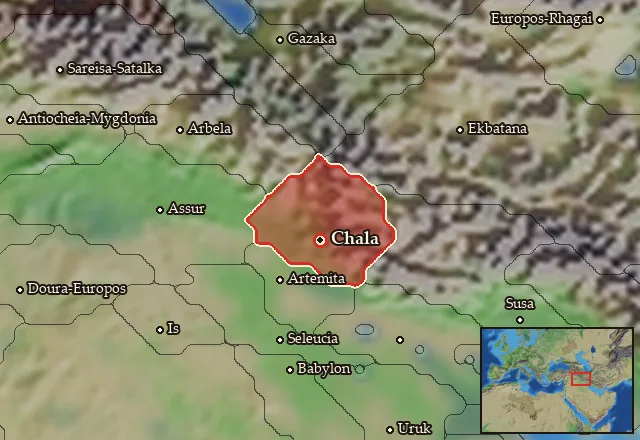 Europos-Rhagai
Gazaka
Sareisa-Satalka
Antiocheia-Mygdonia
Arbela
Ekbatana
Assur
Chala
Artemita
Doura-Europos
Susa
Is
Seleucia
Babylon
Uruk